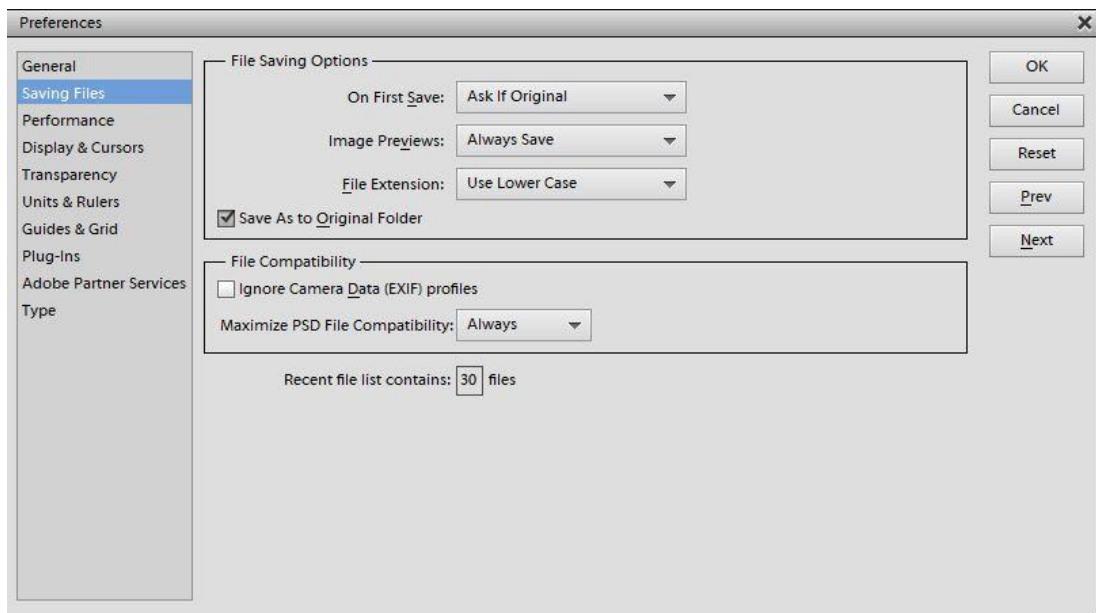 Preferences
General
Saving Files
Performance
Display & Cursors
Transparency
Units & Rulers
Guides & Grid
Plug-Ins
Adobe Partner Services
Type
File Saving Options
On First Save: Ask If Original
Image Previews: Always Save
File Extension: Use Lower Case
Save As to Original Folder
File Compatibility
Ignore Camera Data (EXIF) profiles
Maximize PSD File Compatibility: Always
Recent file list contains: 30 files
OK
Cancel
Reset
Prev
Next